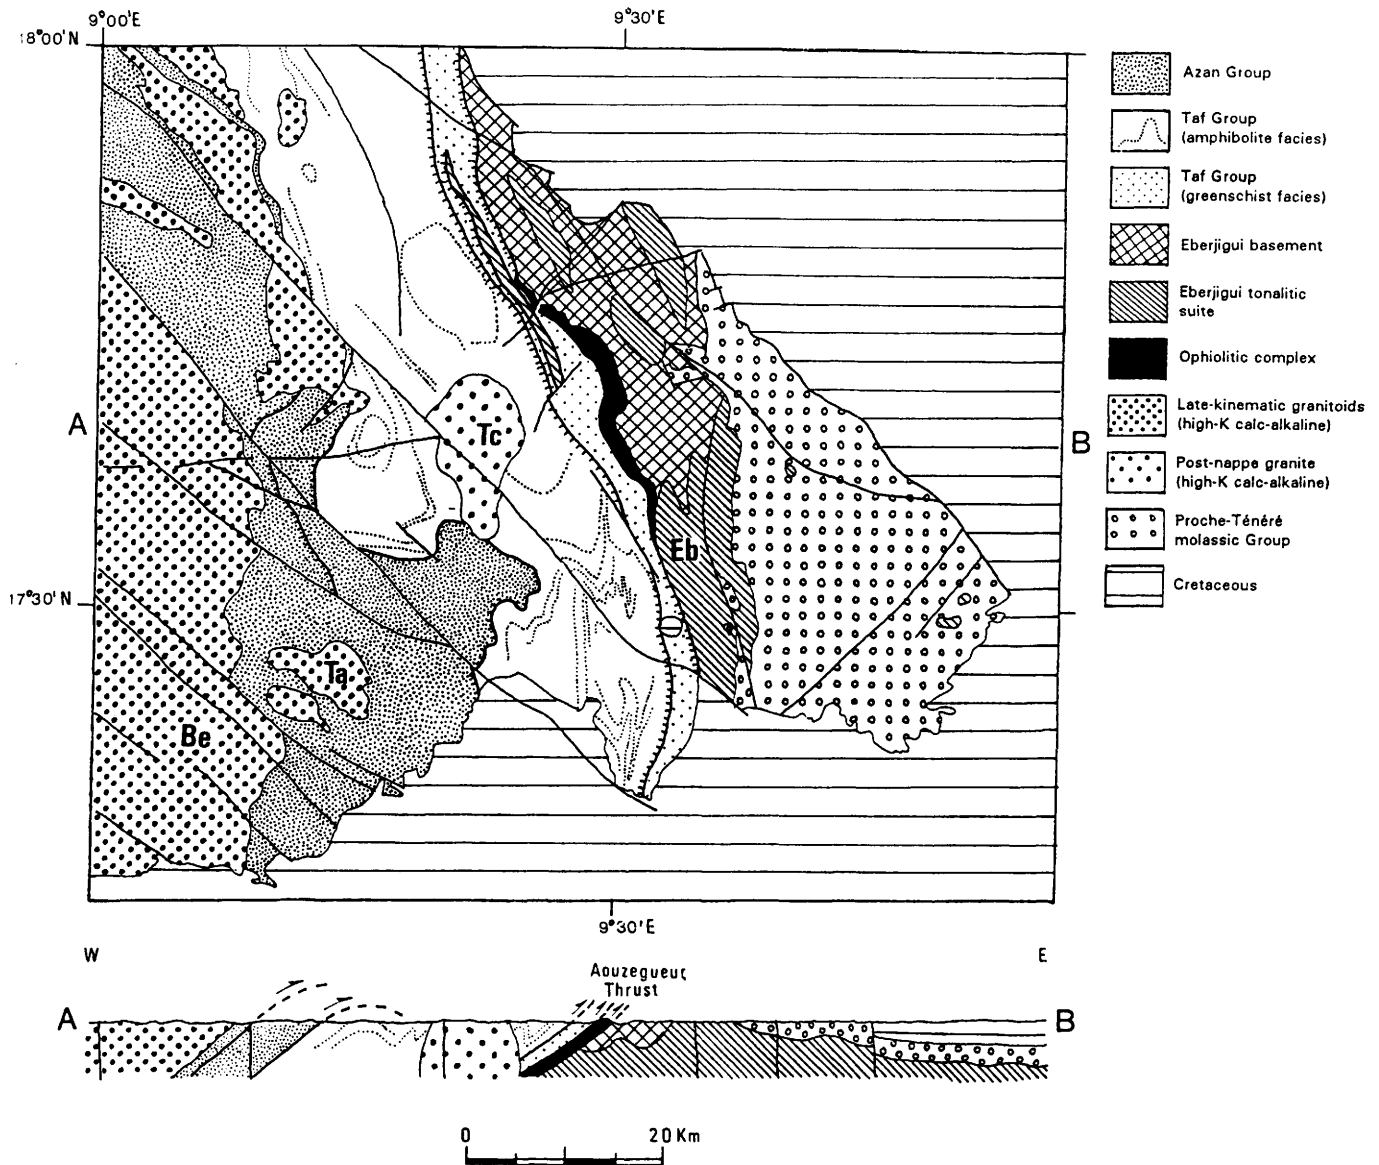 9°00'E
9°30'E
18°00'N
17°30'N
A
B
Tc
Eb
Ta
Be
9°30'E
Azan Group
Taf Group
(amphibolite facies)
Taf Group
(greenschist facies)
Eberjigui basement
Eberjigui tonalitic
suite
Ophiolitic complex
Late-kinematic granitoids
(high-K calc-alkaline)
Post-nappe granite
(high-K calc-alkaline)
Proche-Ténéré
molassic Group
Cretaceous
W
E
Aouzegueur
Thrust
A
B
0
20 Km